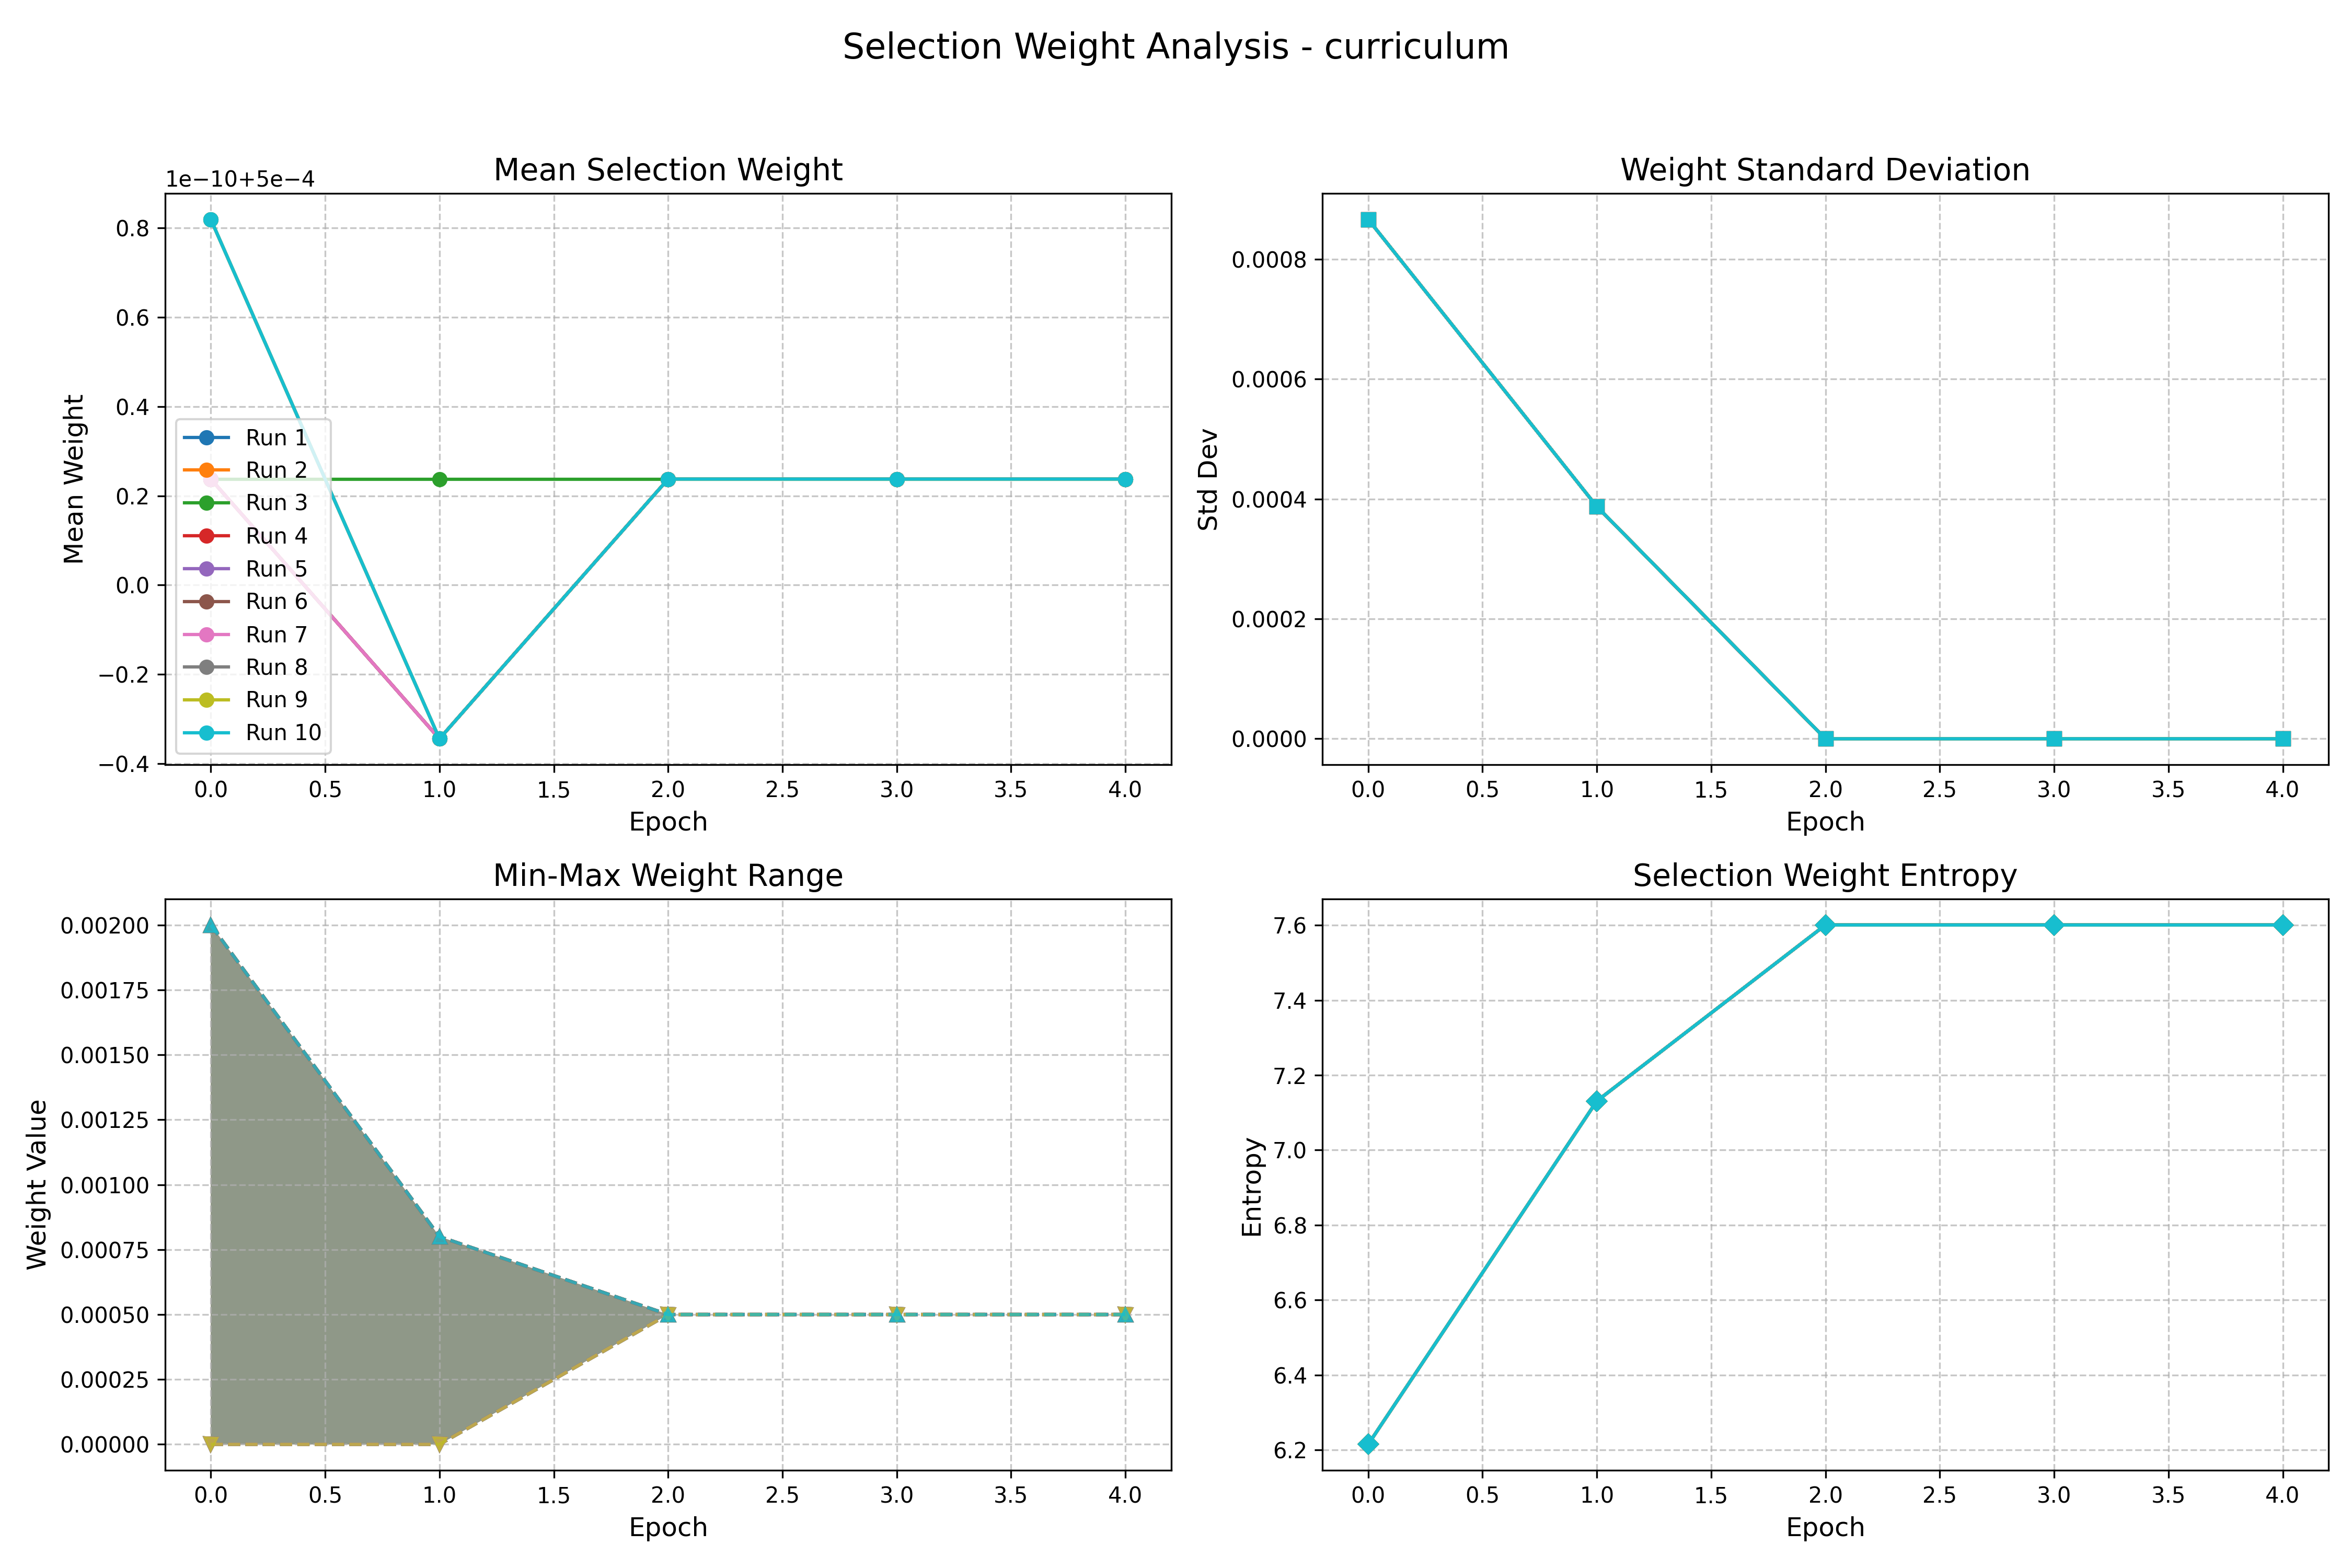 Selection Weight Analysis - curriculum
Mean Selection Weight
1e−10+5e−4
0.8
0.6
0.4
0.2
0.0
−0.2
−0.4
Mean Weight
Run 1
Run 2
Run 3
Run 4
Run 5
Run 6
Run 7
Run 8
Run 9
Run 10
0.0 0.5 1.0 1.5 2.0 2.5 3.0 3.5 4.0
Epoch
Weight Standard Deviation
0.0008
0.0006
0.0004
0.0002
0.0000
Std Dev
0.0 0.5 1.0 1.5 2.0 2.5 3.0 3.5 4.0
Epoch
Min-Max Weight Range
0.00200
0.00175
0.00150
0.00125
0.00100
0.00075
0.00050
0.00025
0.00000
Weight Value
0.0 0.5 1.0 1.5 2.0 2.5 3.0 3.5 4.0
Epoch
Selection Weight Entropy
7.6
7.4
7.2
7.0
6.8
6.6
6.4
6.2
Entropy
0.0 0.5 1.0 1.5 2.0 2.5 3.0 3.5 4.0
Epoch